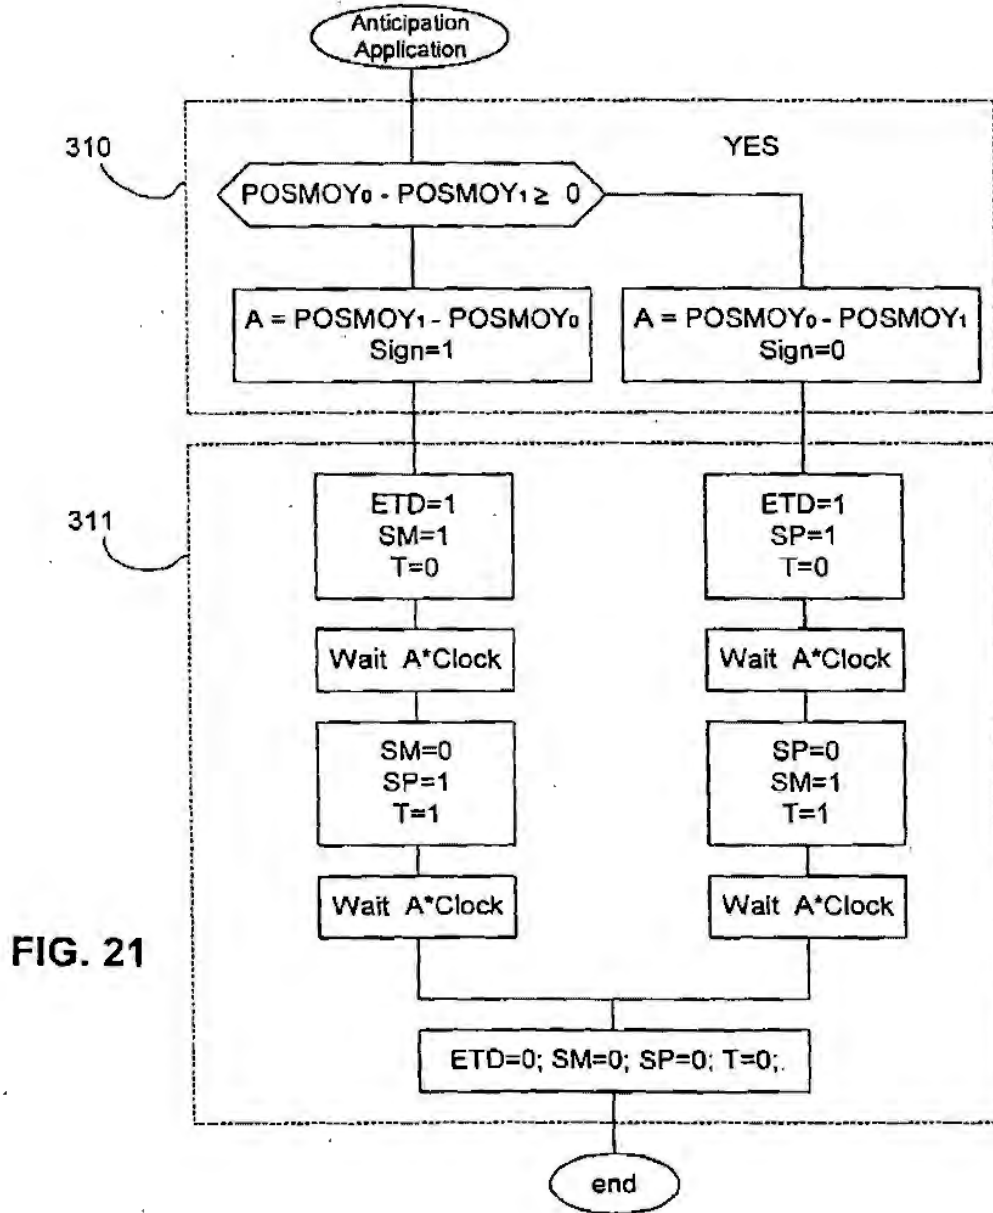 Anticipation
Application
310
YES
POSMOY₀ - POSMOY₁ ≥ 0
A = POSMOY₁ - POSMOY₀
Sign=1
A = POSMOY₀ - POSMOY₁
Sign=0
311
ETD=1
SM=1
T=0
ETD=1
SP=1
T=0
Wait A*Clock
Wait A*Clock
SM=0
SP=1
T=1
SP=0
SM=1
T=1
Wait A*Clock
Wait A*Clock
FIG. 21
ETD=0; SM=0; SP=0; T=0;.
end